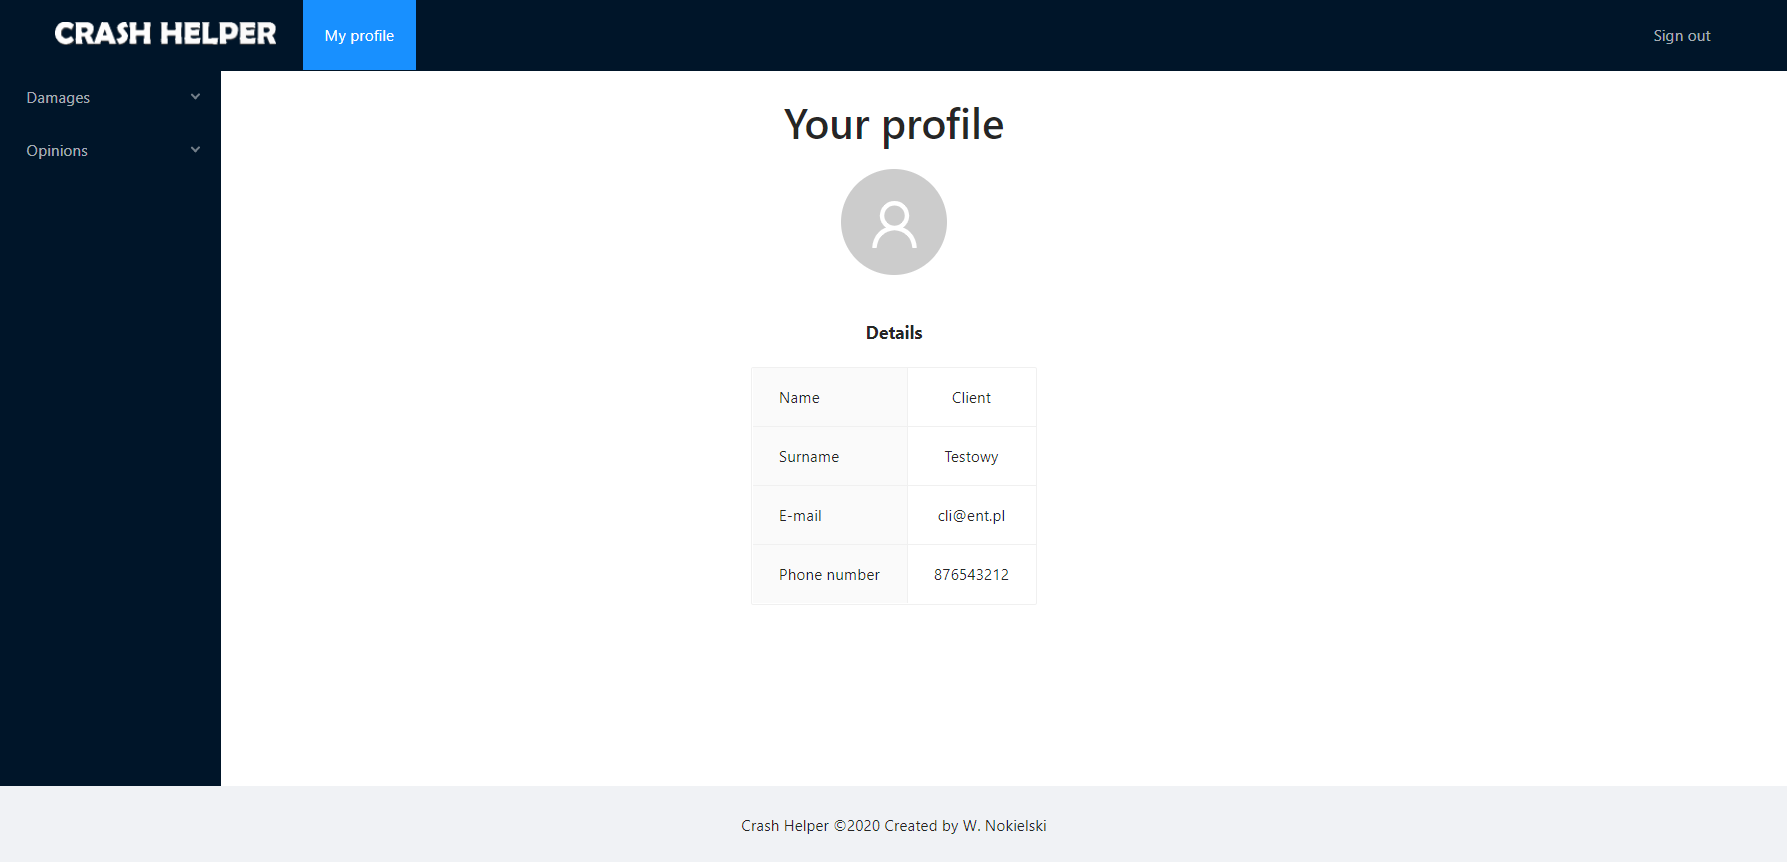 CRASH HELPER
My profile
Sign out
Damages
Opinions
Your profile
Details
Name Client
Surname Testowy
E-mail cli@ent.pl
Phone number 876543212
Crash Helper ©2020 Created by W. Nokielski